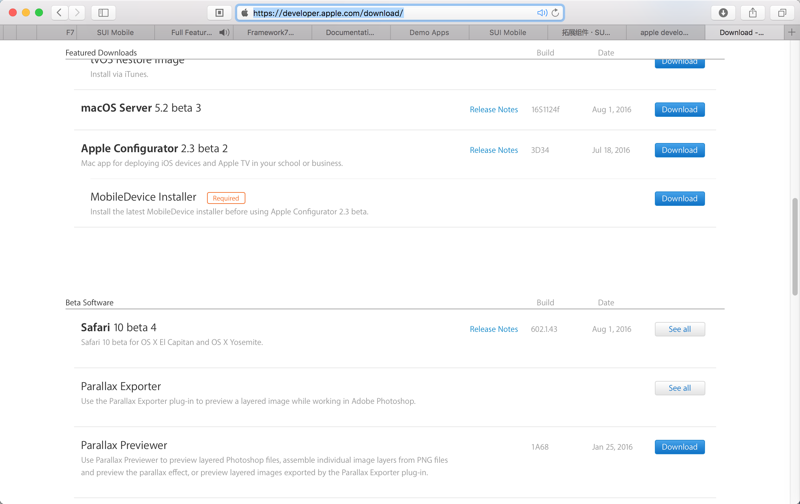 https://developer.apple.com/download/
F7
SUI Mobile
Full Featur...
Framework7...
Documentati...
Demo Apps
SUI Mobile
拓展组件 - SU...
apple develo...
Download -...
Featured Downloads
Build
Date
tvOS Restore Image
Download
Install via iTunes.
macOS Server 5.2 beta 3
Release Notes
16S1124f
Aug 1, 2016
Download
Apple Configurator 2.3 beta 2
Release Notes
3D34
Jul 18, 2016
Download
Mac app for deploying iOS devices and Apple TV in your school or business.
MobileDevice Installer
Required
Download
Install the latest MobileDevice installer before using Apple Configurator 2.3 beta.
Beta Software
Build
Date
Safari 10 beta 4
Release Notes
602.1.43
Aug 1, 2016
See all
Safari 10 beta for OS X El Capitan and OS X Yosemite.
Parallax Exporter
See all
Use the Parallax Exporter plug-in to preview a layered image while working in Adobe Photoshop.
Parallax Previewer
1A68
Jan 25, 2016
Download
Use Parallax Previewer to preview layered Photoshop files, assemble individual image layers from PNG files
and preview the parallax effect, or preview layered images exported by the Parallax Exporter plug-in.